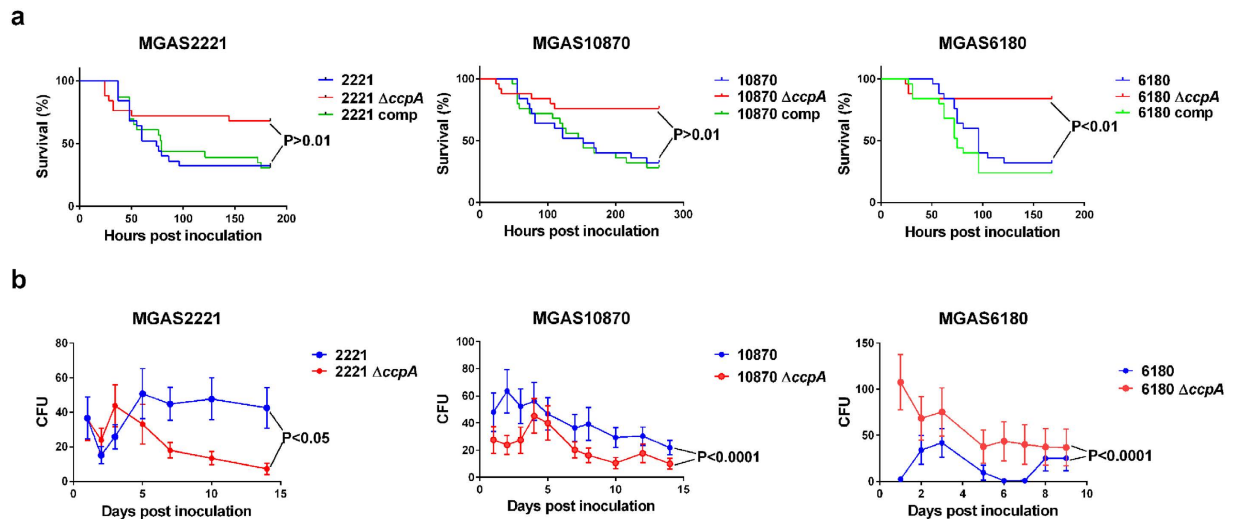 a
MGAS2221
2221
2221 ΔccpA
2221 comp
100
50
0
0
50
100
150
200
Survival (%)
Hours post inoculation
P>0.01
MGAS10870
10870
10870 ΔccpA
10870 comp
100
50
0
0
100
200
300
Survival (%)
Hours post inoculation
P>0.01
MGAS6180
6180
6180 ΔccpA
6180 comp
100
50
0
0
50
100
150
200
Survival (%)
Hours post inoculation
P<0.01
b
MGAS2221
2221
2221 ΔccpA
80
60
40
20
0
0
5
10
15
CFU
Days post inoculation
P<0.05
MGAS10870
10870
10870 ΔccpA
100
80
60
40
20
0
0
5
10
15
CFU
Days post inoculation
P<0.0001
MGAS6180
6180
6180 ΔccpA
150
100
50
0
0
2
4
6
8
10
CFU
Days post inoculation
P<0.0001